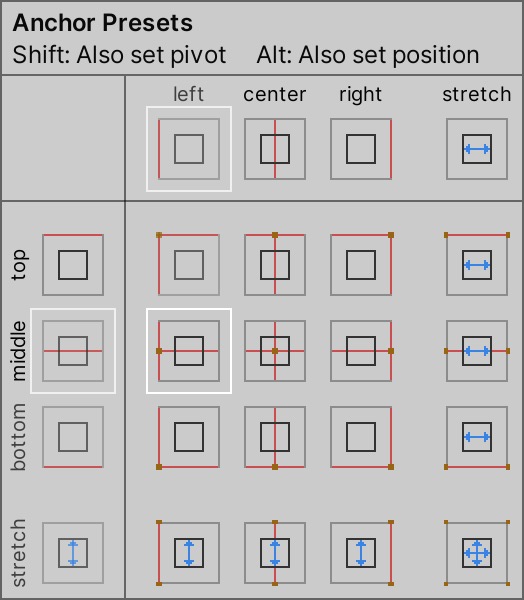 Anchor Presets
Shift: Also set pivot Alt: Also set position
left center right stretch
top
middle
bottom
stretch